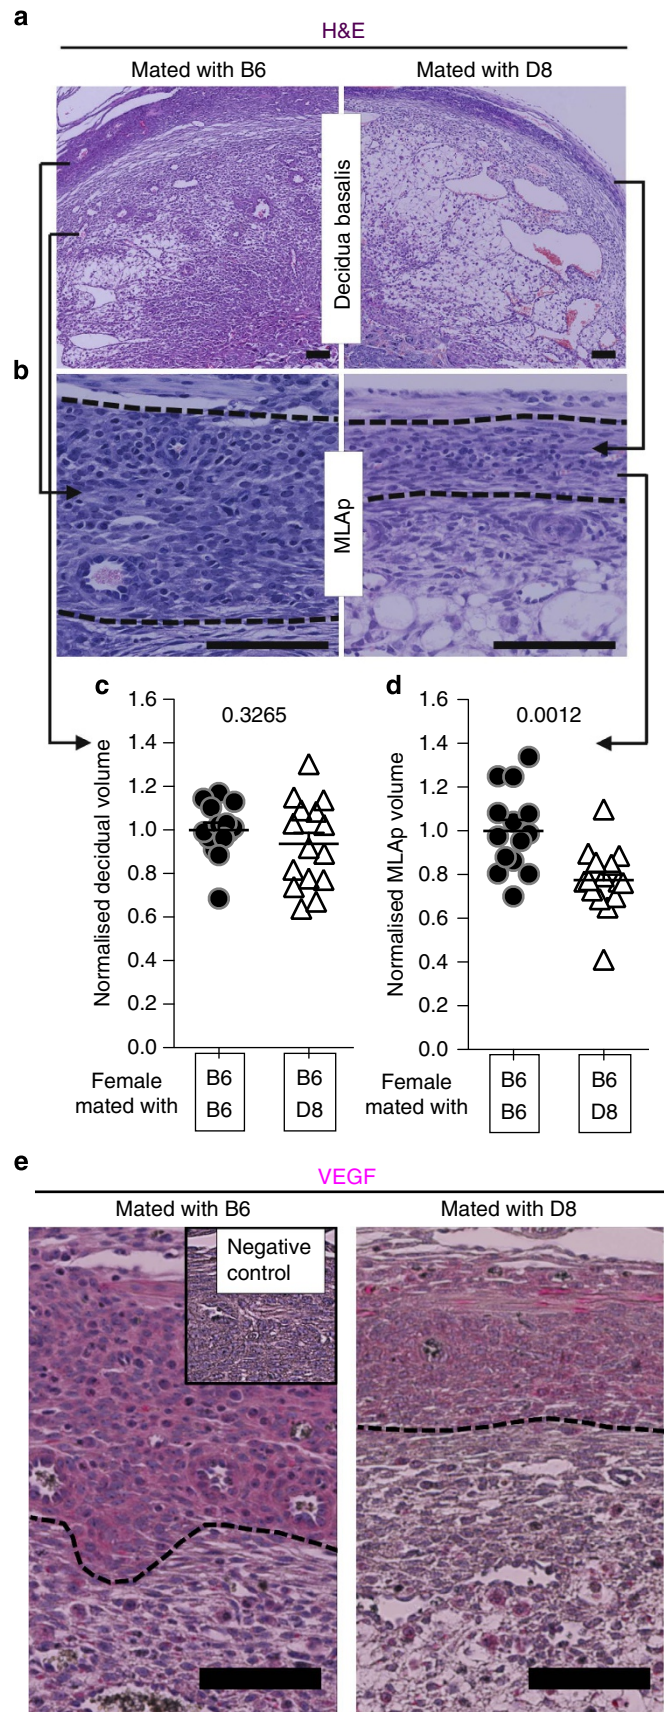 a
H&E
Mated with B6
Mated with D8
Decidua basalis
b
MLAp
c
1.6
1.4
1.2
1.0
0.8
0.6
0.4
0.2
0.0
Normalised decidual volume
0.3265
Female
mated with
B6
B6
B6
D8
d
1.6
1.4
1.2
1.0
0.8
0.6
0.4
0.2
0.0
Normalised MLAp volume
0.0012
Female
mated with
B6
B6
B6
D8
e
VEGF
Mated with B6
Mated with D8
Negative
control